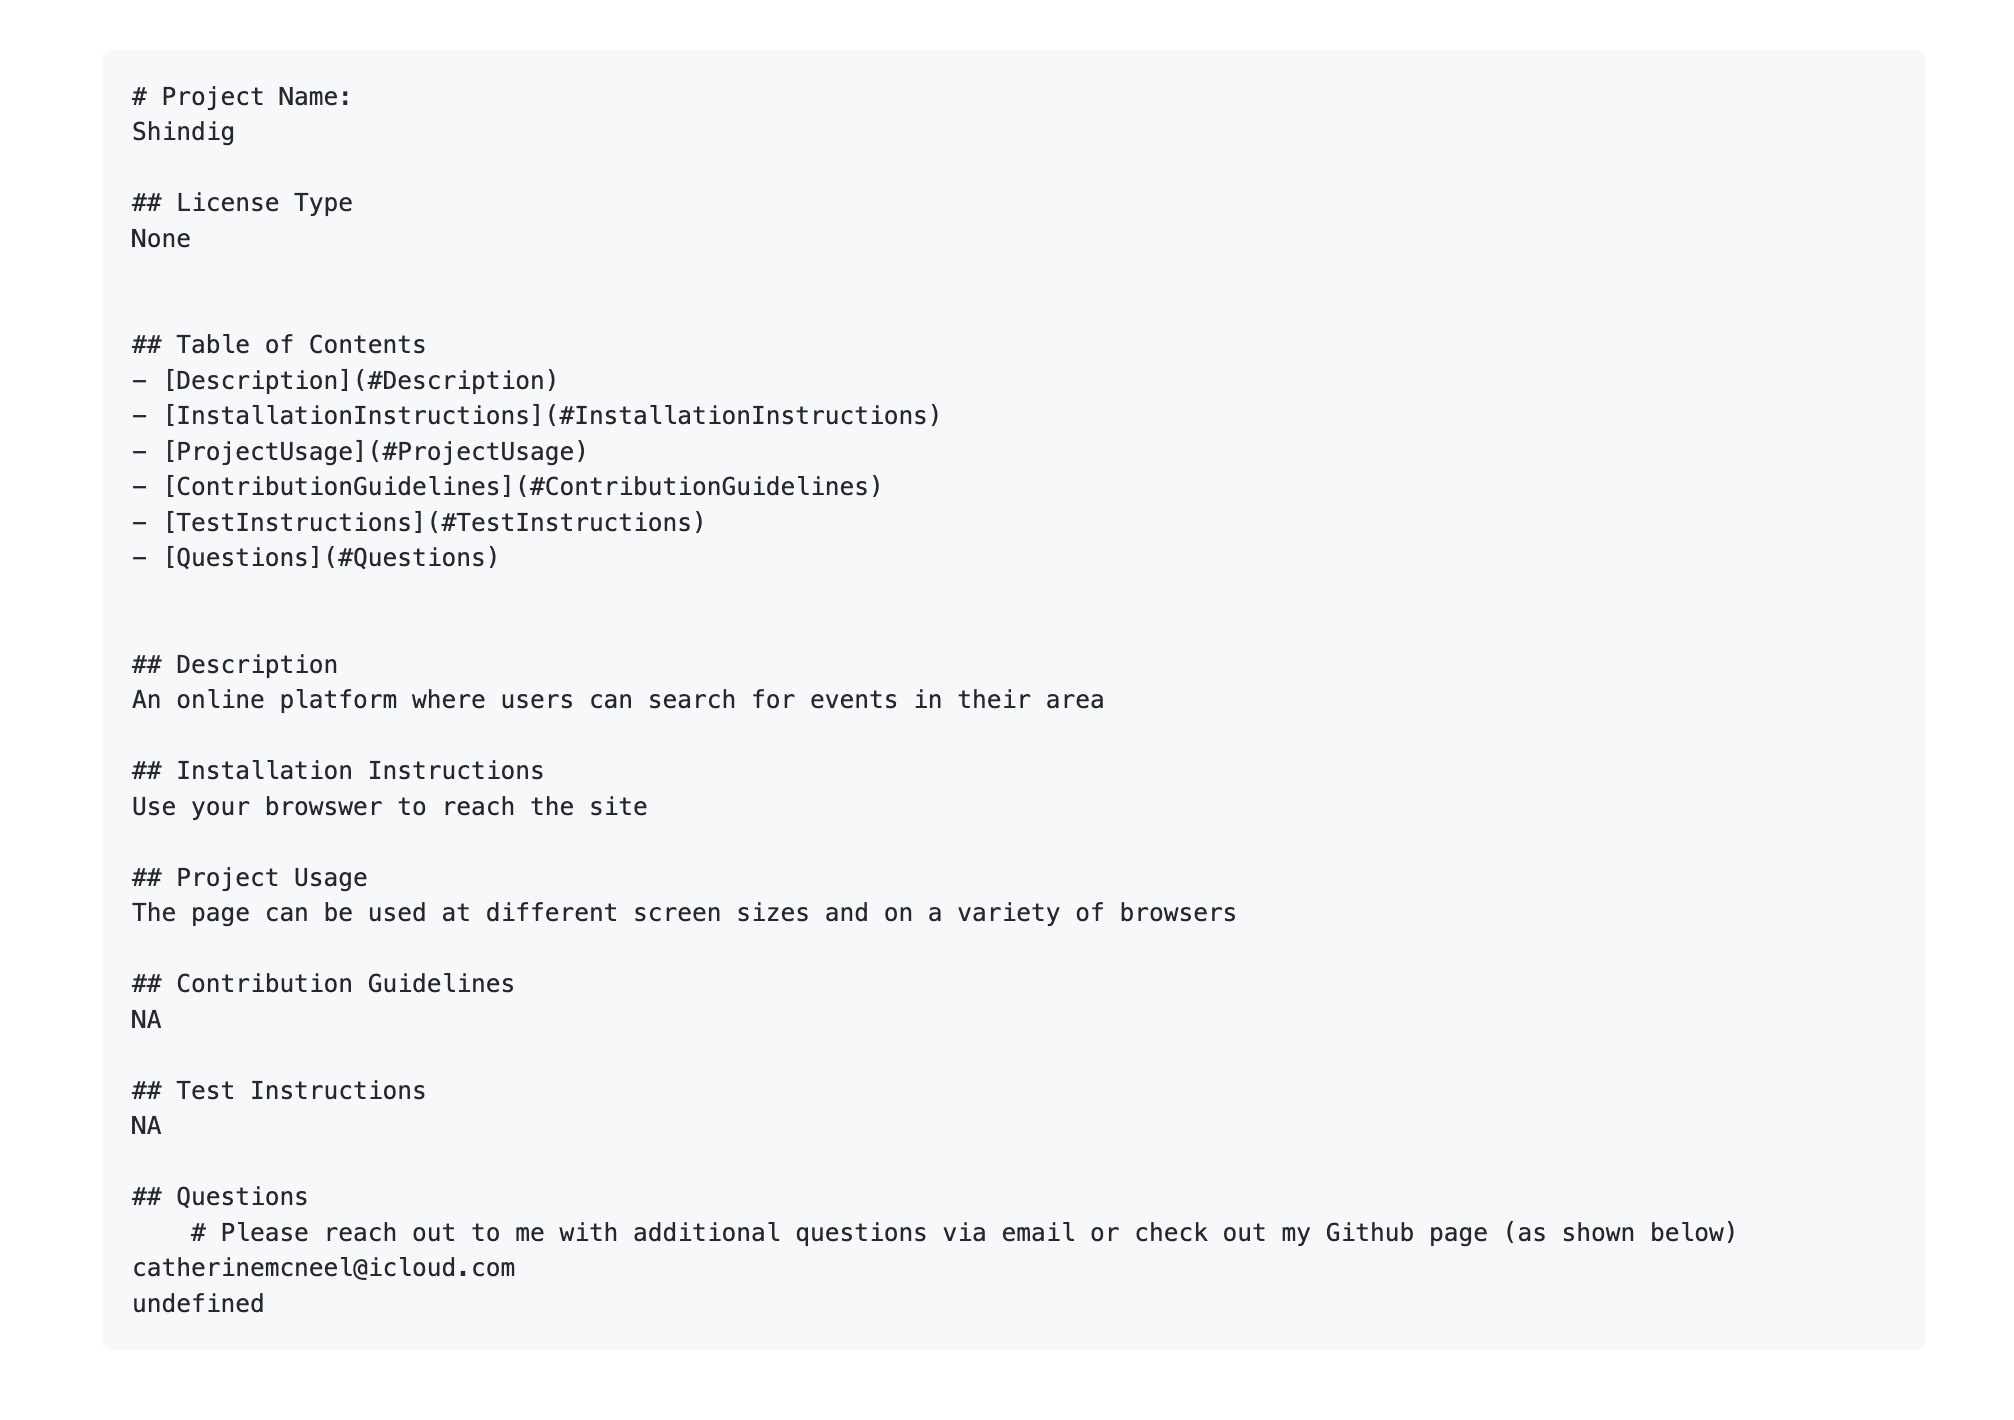 # Project Name:
Shindig
## License Type
None
## Table of Contents
- [Description](#Description)
- [InstallationInstructions](#InstallationInstructions)
- [ProjectUsage](#ProjectUsage)
- [ContributionGuidelines](#ContributionGuidelines)
- [TestInstructions](#TestInstructions)
- [Questions](#Questions)
## Description
An online platform where users can search for events in their area
## Installation Instructions
Use your browswer to reach the site
## Project Usage
The page can be used at different screen sizes and on a variety of browsers
## Contribution Guidelines
NA
## Test Instructions
NA
## Questions
    # Please reach out to me with additional questions via email or check out my Github page (as shown below)
catherinemcneel@icloud.com
undefined